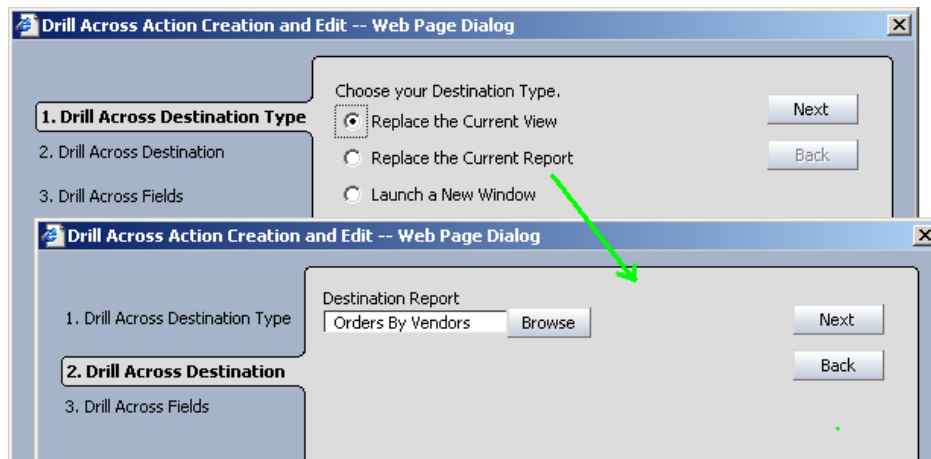 Drill Across Action Creation and Edit -- Web Page Dialog
Choose your Destination Type.
1. Drill Across Destination Type
Replace the Current View
Next
2. Drill Across Destination
Replace the Current Report
Back
3. Drill Across Fields
Launch a New Window
Drill Across Action Creation and Edit -- Web Page Dialog
Destination Report
1. Drill Across Destination Type
Orders By Vendors
Browse
Next
2. Drill Across Destination
Back
3. Drill Across Fields